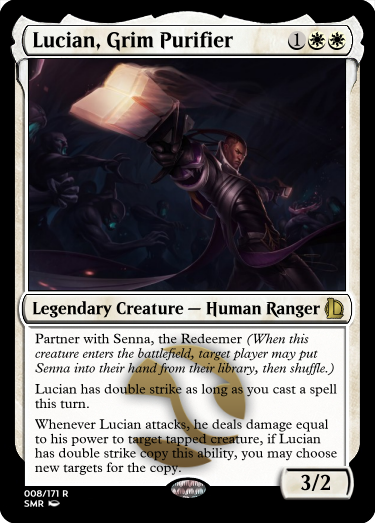 Lucian, Grim Purifier 1
Legendary Creature — Human Ranger
Partner with Senna, the Redeemer (When this
creature enters the battlefield, target player may put
Senna into their hand from their library, then shuffle.)
Lucian has double strike as long as you cast a spell
this turn.
Whenever Lucian attacks, he deals damage equal
to his power to target tapped creature, if Lucian
has double strike copy this ability, you may choose
new targets for the copy.
3/2
008/171 R
SMR